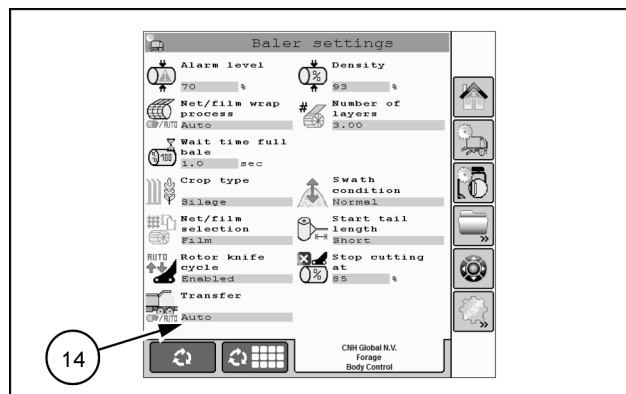 Baler settings
Alarm level
70 %
Density
93 %
Net/film wrap
process
/AUTO Auto
#
Number of
layers
3.00
100
%
Wait time full
bale
1.0 sec
Crop type
Silage
Swath
condition
Normal
Net/film
selection
Film
Start tail
length
Short
AUTO
Rotor knife
cycle
Enabled
%
Stop cutting
at
85 %
Transfer
/AUTO Auto
»
»
14
CNH Global N.V.
Forage
Body Control